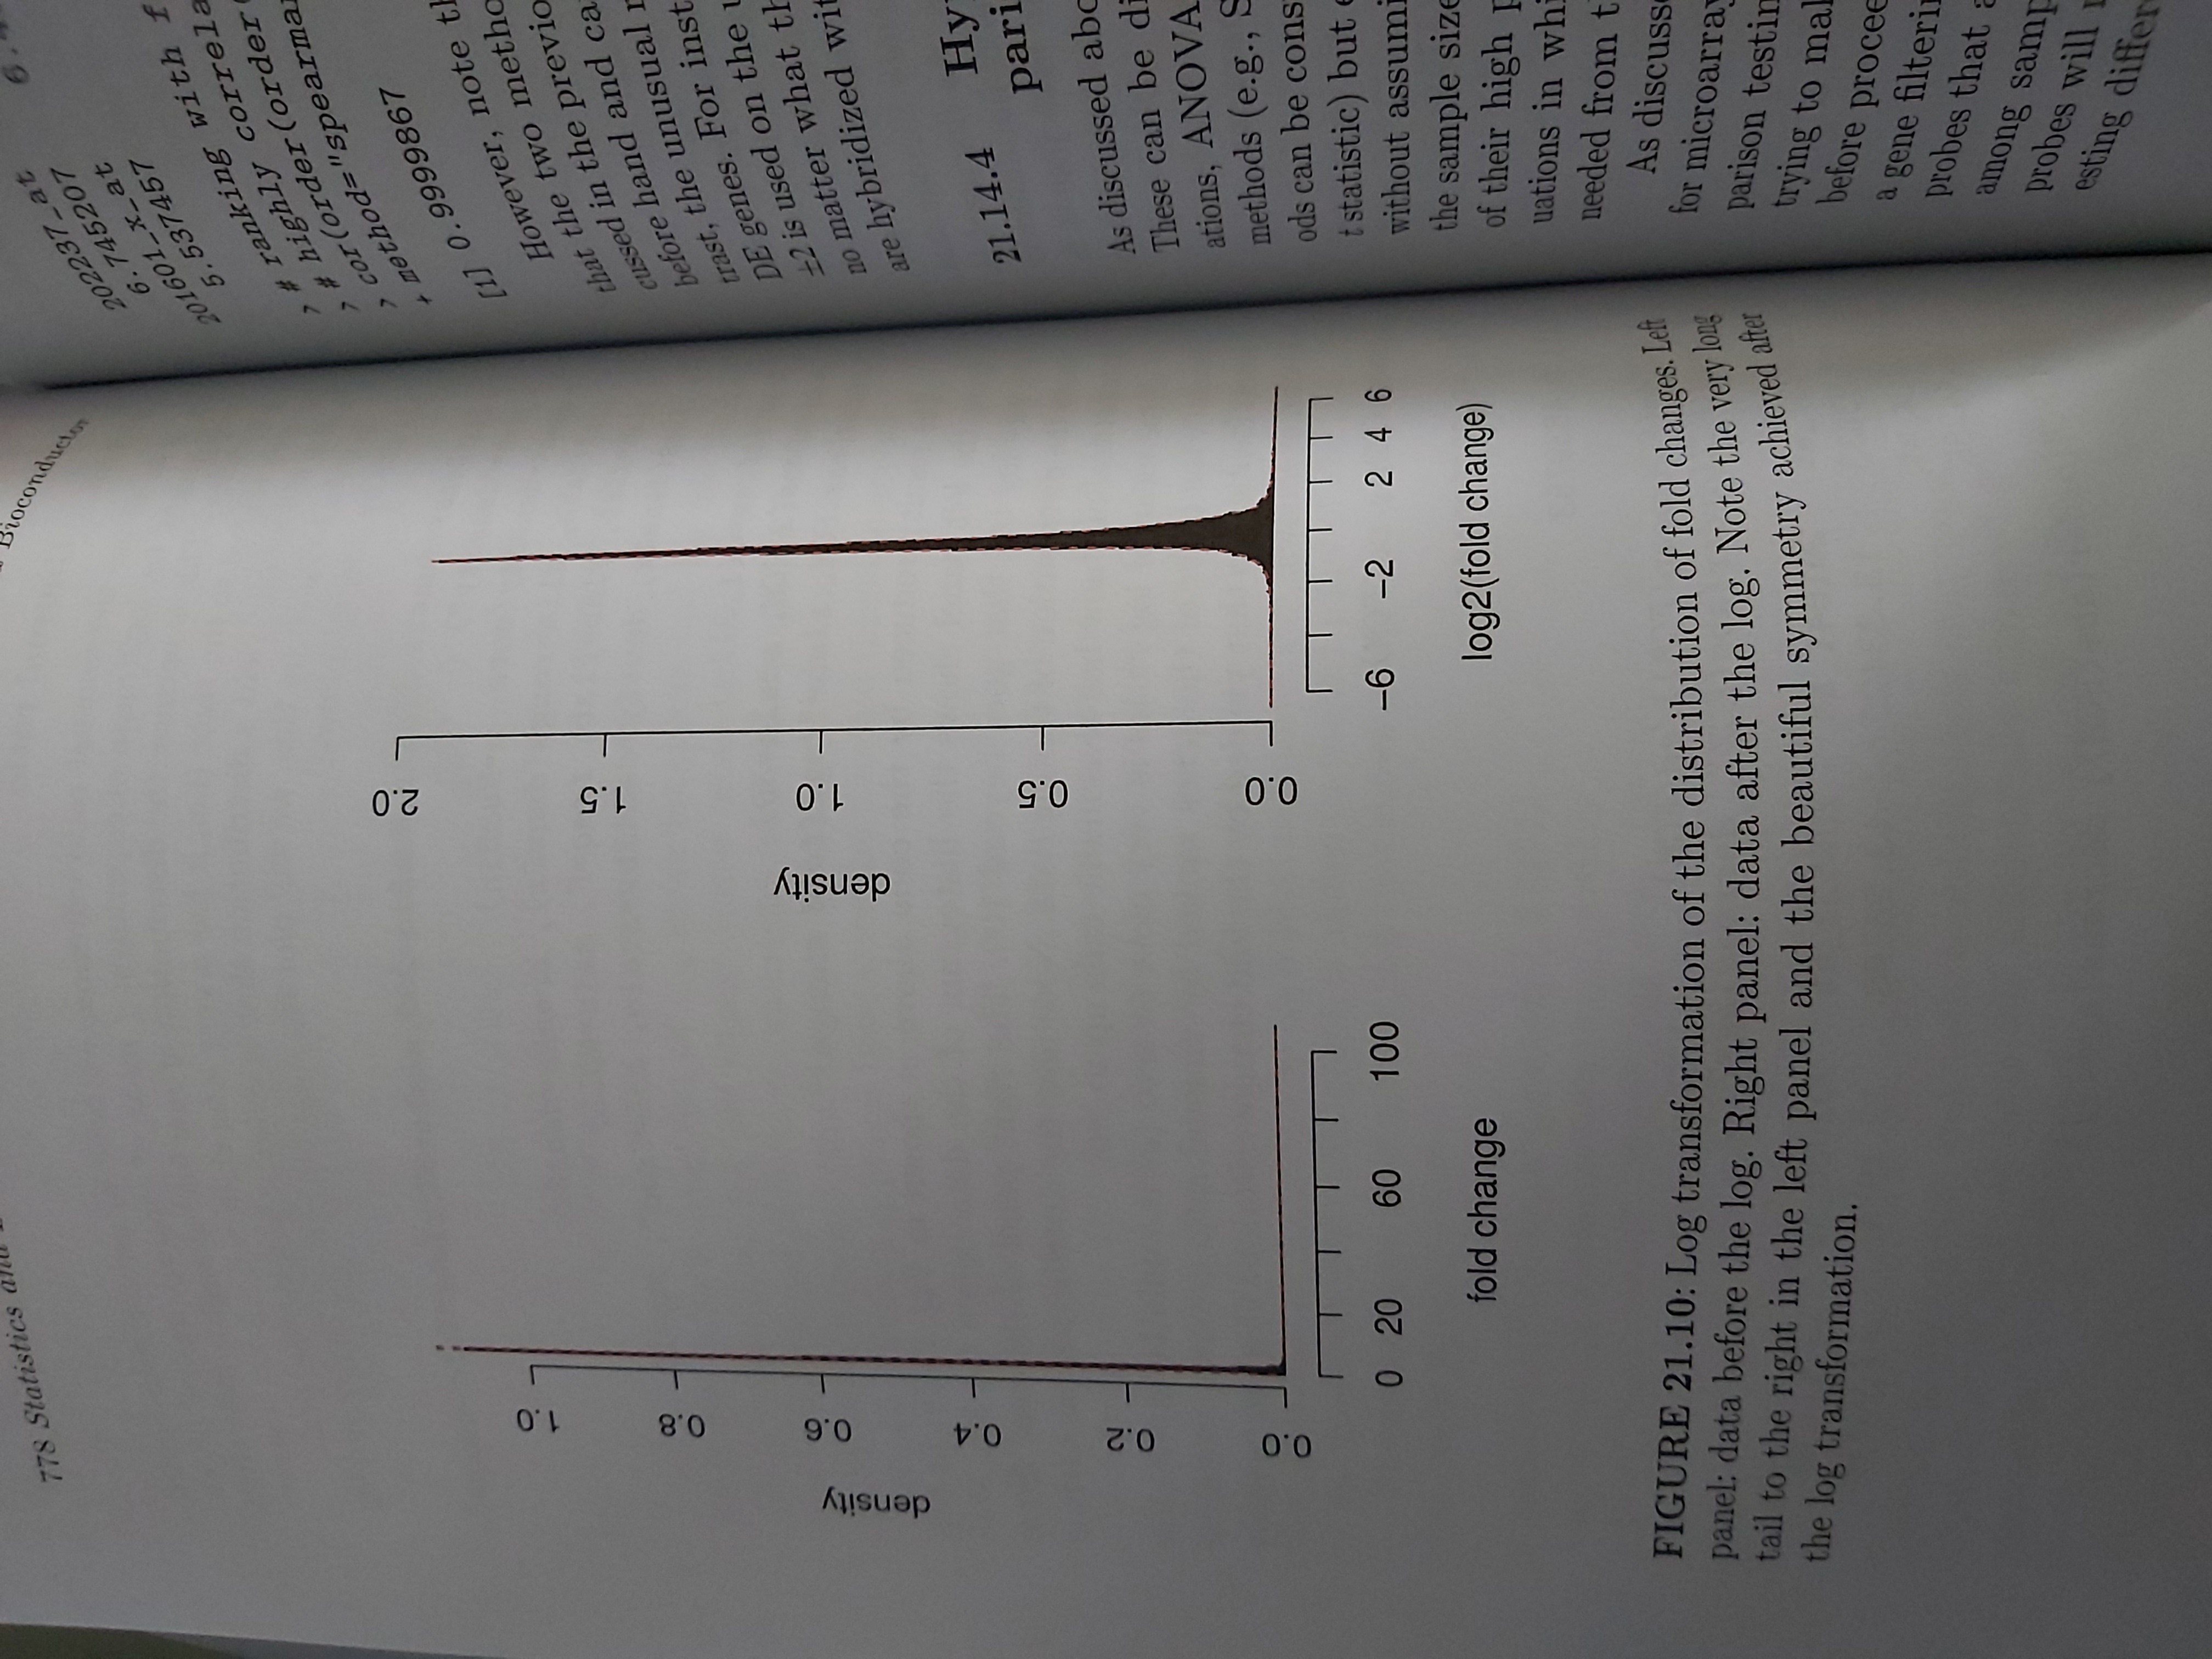 778 Statistics and
Bioconductor
1.0
0.8
0.6
0.4
0.2
0.0
density
0 20 60 100
fold change
2.0
1.5
1.0
0.5
0.0
density
−6 −2 2 4 6
log2(fold change)
FIGURE 21.10: Log transformation of the distribution of fold changes. Left
panel: data before the log. Right panel: data after the log. Note the very long
tail to the right in the left panel and the beautiful symmetry achieved after
the log transformation.
202237_at
6.745207
201601_x_at
5.537457
> # ranking with f
> # highly correla
> cor(order(order(
+ method="spearma
[1] 0.9999867
However, note th
that the two metho
cussed in the previo
before hand and ca
trast, the unusual
DE genes. For inst
±2 is used on the u
no matter what th
are hybridized wit
21.14.4 Hy
pari
As discussed abo
These can be di
ations, ANOVA
methods (e.g., S
ods can be cons
t statistic) but e
without assumi
the sample size
of their high p
uations in whi
needed from t
As discusse
for microarray
parison testin
trying to mak
before procee
a gene filterin
probes that a
among samp
probes will
esting differ